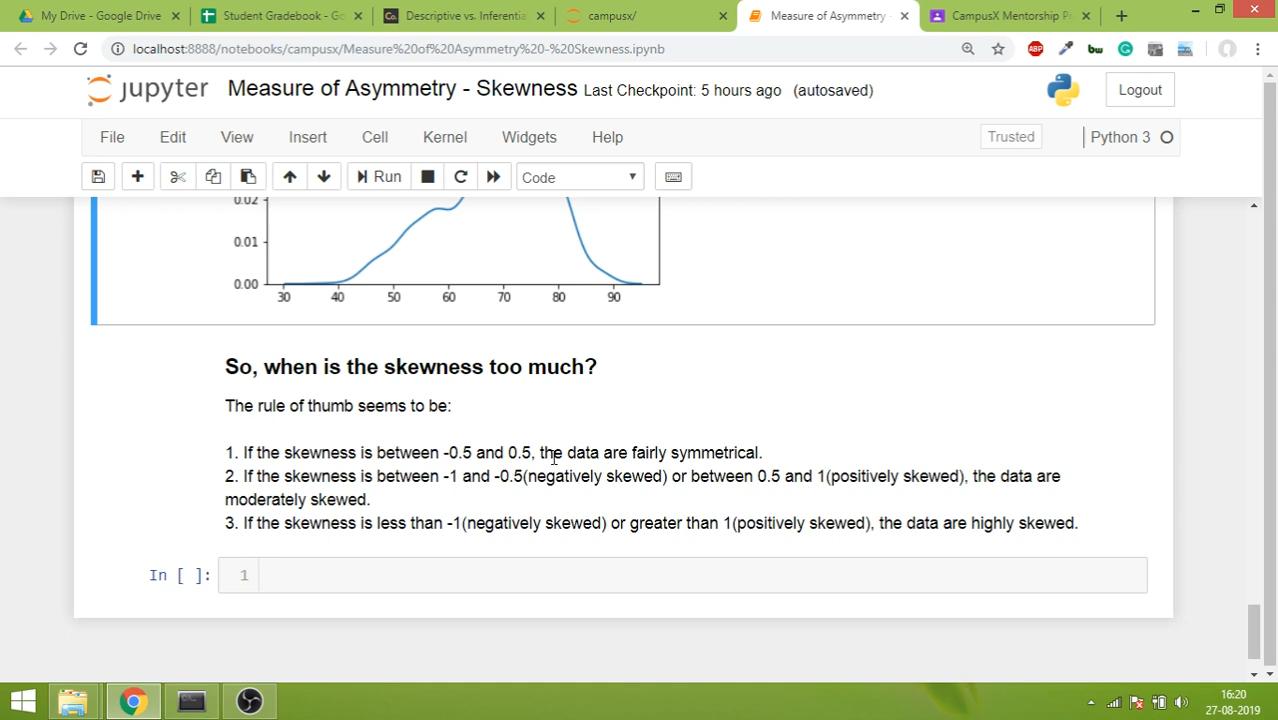 My Drive - Google Drive
Student Gradebook - Go
Descriptive vs. Inferentia
campusx/
Measure of Asymmetry -
CampusX Mentorship Pr
localhost:8888/notebooks/campusx/Measure%20of%20Asymmetry%20-%20Skewness.ipynb
jupyter Measure of Asymmetry - Skewness Last Checkpoint: 5 hours ago (autosaved)
Logout
File Edit View Insert Cell Kernel Widgets Help
Trusted Python 3
Run Code
0.02
0.01
0.00
30 40 50 60 70 80 90
So, when is the skewness too much?
The rule of thumb seems to be:
1. If the skewness is between -0.5 and 0.5, the data are fairly symmetrical.
2. If the skewness is between -1 and -0.5(negatively skewed) or between 0.5 and 1(positively skewed), the data are
moderately skewed.
3. If the skewness is less than -1(negatively skewed) or greater than 1(positively skewed), the data are highly skewed.
In [ ]: 1
16:20
27-08-2019